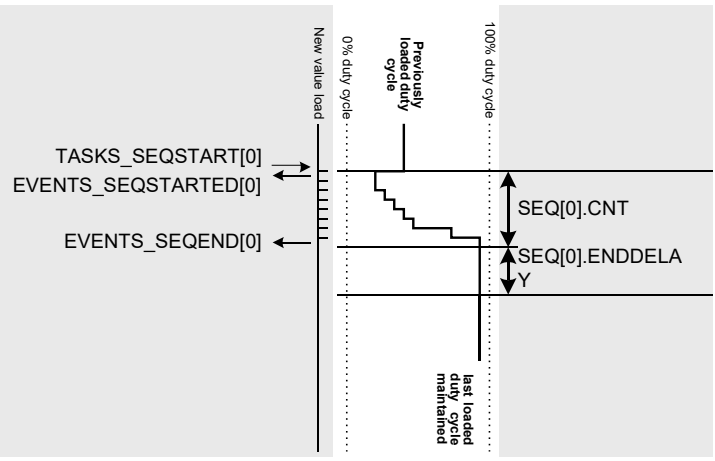 New value load
0% duty cycle
Previously
loaded duty
cycle
100% duty cycle
TASKS_SEQSTART[0]
EVENTS_SEQSTARTED[0]
SEQ[0].CNT
EVENTS_SEQEND[0]
SEQ[0].ENDDELA
Y
last loaded
duty cycle
maintained